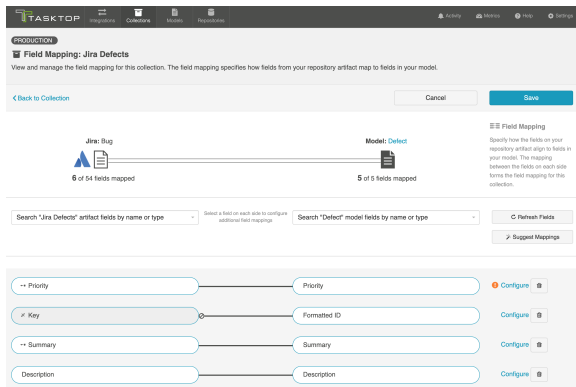 TASKTOP
Integrations
Collections
Models
Repositories
Activity
Metrics
Help
Settings
PRODUCTION
Field Mapping: Jira Defects
View and manage the field mapping for this collection. The field mapping specifies how fields from your repository artifact map to fields in your model.
Back to Collection
Cancel
Save
Jira: Bug
Model: Defect
6 of 54 fields mapped
5 of 5 fields mapped
Field Mapping
Specify how the fields on your
repository artifact align to fields in
your model. The mapping
between the fields on each side
forms the field mapping for this
collection.
Search "Jira Defects" artifact fields by name or type
Select a field on each side to configure
additional field mappings
Search "Defect" model fields by name or type
Refresh Fields
Suggest Mappings
Priority
Priority
Configure
Key
Formatted ID
Configure
Summary
Summary
Configure
Description
Description
Configure